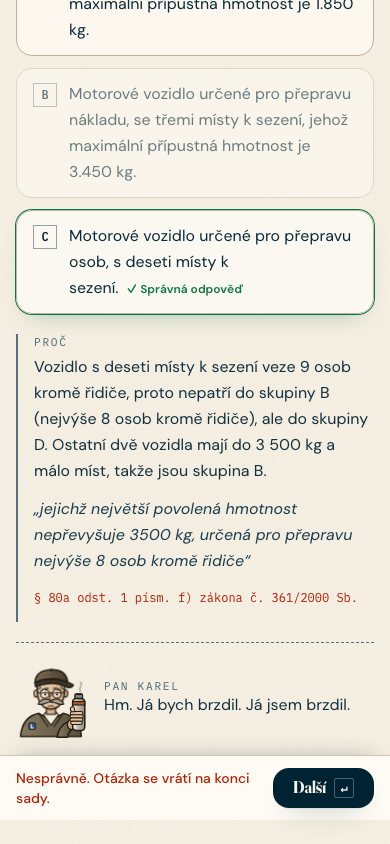 maximální přípustná hmotnost je 1.850
kg.
B
Motorové vozidlo určené pro přepravu
nákladu, se třemi místy k sezení, jehož
maximální přípustná hmotnost je
3.450 kg.
C
Motorové vozidlo určené pro přepravu
osob, s deseti místy k
sezení. ✓ Správná odpověď
PROČ
Vozidlo s deseti místy k sezení veze 9 osob
kromě řidiče, proto nepatří do skupiny B
(nejvýše 8 osob kromě řidiče), ale do skupiny
D. Ostatní dvě vozidla mají do 3 500 kg a
málo míst, takže jsou skupina B.
„jejichž největší povolená hmotnost
nepřevyšuje 3500 kg, určená pro přepravu
nejvýše 8 osob kromě řidiče“
§ 80a odst. 1 písm. f) zákona č. 361/2000 Sb.
PAN KAREL
Hm. Já bych brzdil. Já jsem brzdil.
L
Nesprávně. Otázka se vrátí na konci
sady.
Další ↵